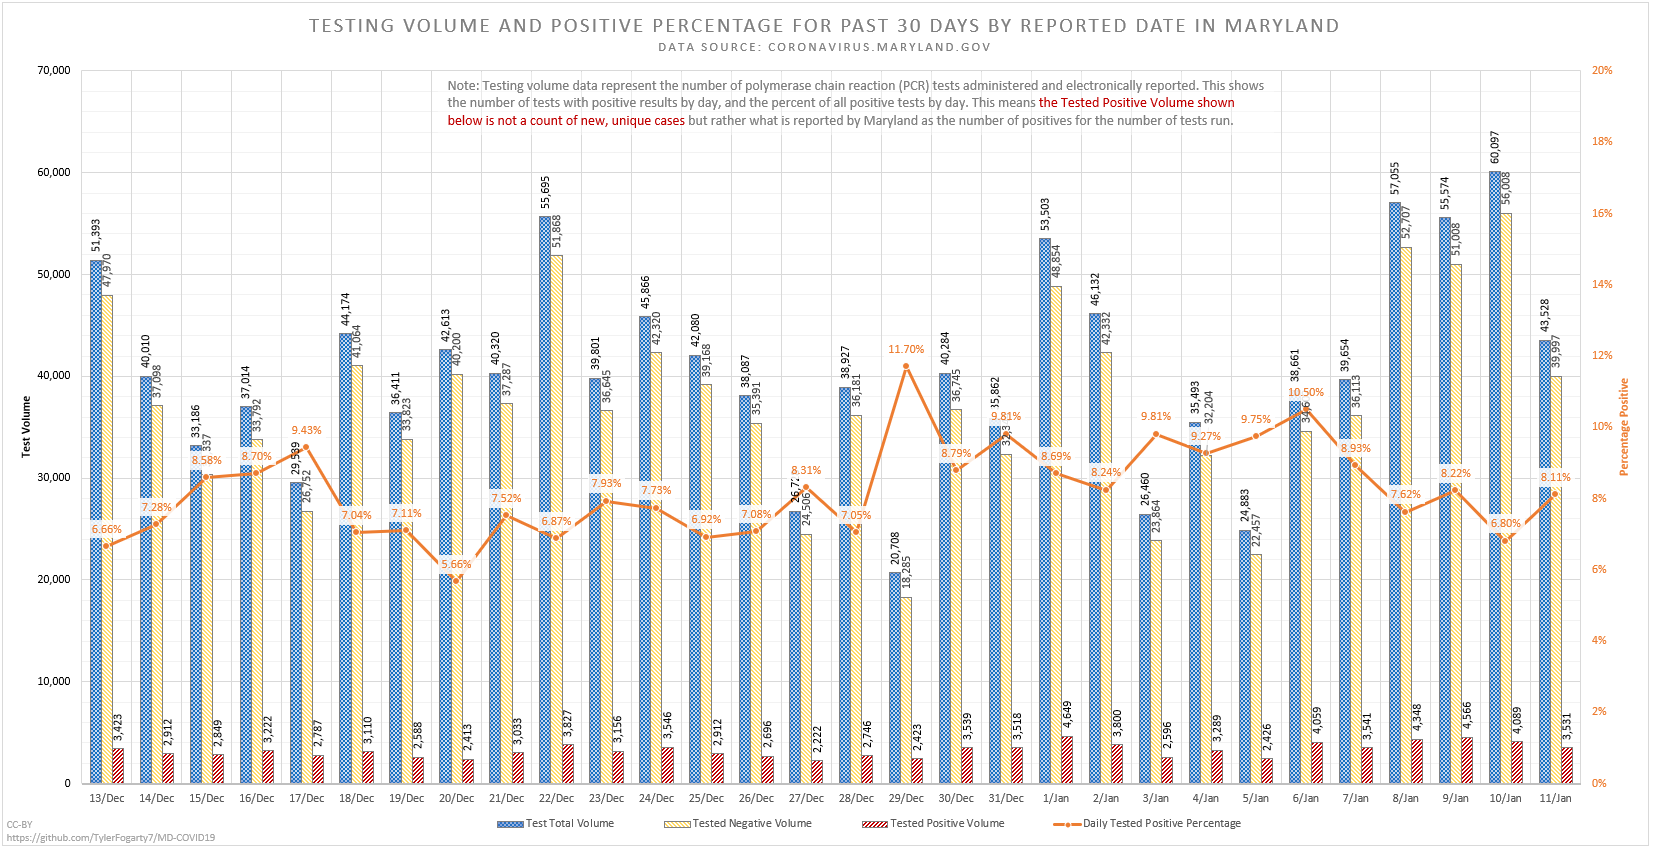 TESTING VOLUME AND POSITIVE PERCENTAGE FOR PAST 30 DAYS BY REPORTED DATE IN MARYLAND
DATA SOURCE: CORONAVIRUS.MARYLAND.GOV
Note: Testing volume data represent the number of polymerase chain reaction (PCR) tests administered and electronically reported. This shows
the number of tests with positive results by day, and the percent of all positive tests by day. This means the Tested Positive Volume shown
below is not a count of new, unique cases but rather what is reported by Maryland as the number of positives for the number of tests run.
Test Volume
70,000
60,000
50,000
40,000
30,000
20,000
10,000
0
51,393 40,010 33,186 37,014 29,539 44,174 36,411 42,613 40,320 55,695 39,801 45,866 42,080 38,087 38,927 20,708 40,284 35,862 53,503 46,132 26,460 35,493 24,883 38,661 39,654 57,055 55,574 60,097 43,528
47,970 37,098 33,792 26,752 41,064 33,823 40,200 37,287 51,868 36,645 42,320 39,168 35,391 24,506 36,181 18,285 36,745 48,854 42,332 23,864 32,204 22,457 36,113 52,707 51,008 56,008 39,997
6.66% 7.28% 8.58% 8.70% 9.43% 7.04% 7.11% 5.66% 7.52% 6.87% 7.93% 7.73% 6.92% 7.08% 8.31% 7.05% 11.70% 8.79% 9.81% 8.69% 8.24% 9.81% 9.27% 9.75% 10.50% 8.93% 7.62% 8.22% 6.80% 8.11%
3,423 2,912 2,849 3,222 2,787 3,110 2,588 2,413 3,033 3,827 3,156 3,546 2,912 2,696 2,222 2,746 2,423 3,539 3,518 4,649 3,800 2,596 3,289 2,426 4,059 3,541 4,348 4,566 4,089 3,531
13/Dec 14/Dec 15/Dec 16/Dec 17/Dec 18/Dec 19/Dec 20/Dec 21/Dec 22/Dec 23/Dec 24/Dec 25/Dec 26/Dec 27/Dec 28/Dec 29/Dec 30/Dec 31/Dec 1/Jan 2/Jan 3/Jan 4/Jan 5/Jan 6/Jan 7/Jan 8/Jan 9/Jan 10/Jan 11/Jan
20%
18%
16%
14%
12%
10%
8%
6%
4%
2%
0%
Percentage Positive
Test Total Volume Tested Negative Volume Tested Positive Volume Daily Tested Positive Percentage
CC-BY
https://github.com/TylerFogarty7/MD-COVID19